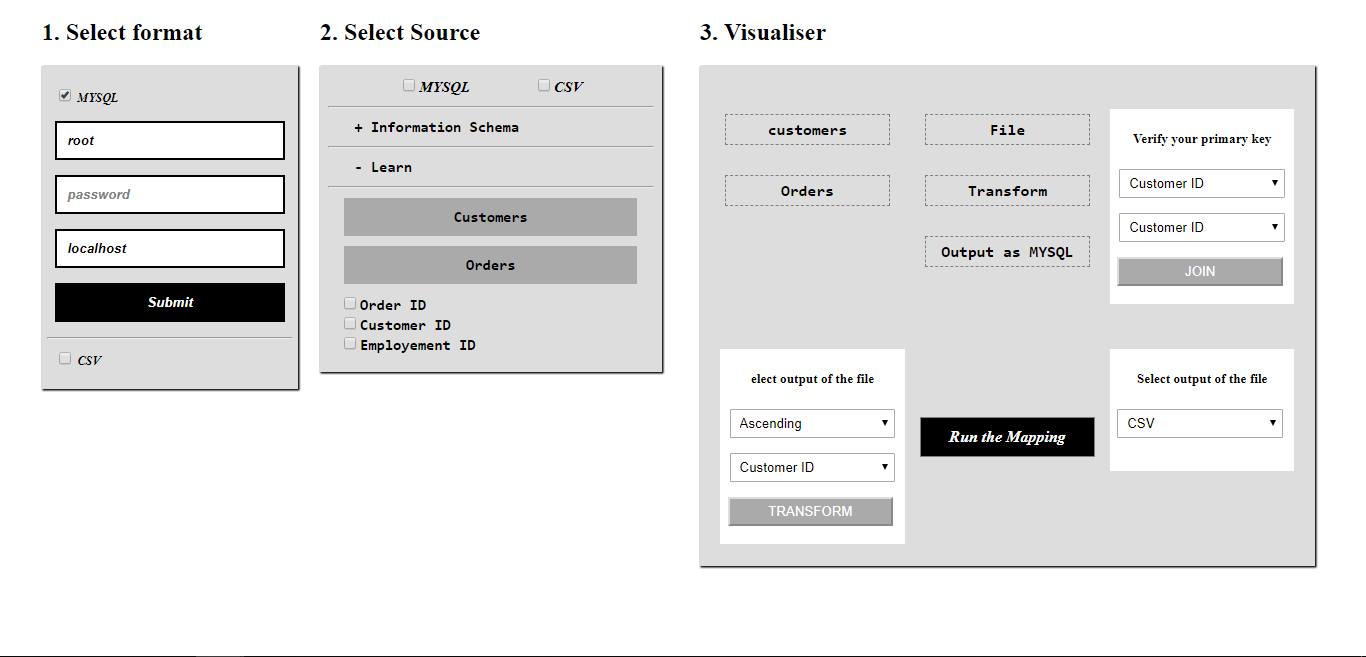 1. Select format
MYSQL
root
password
localhost
Submit
CSV
2. Select Source
MYSQL CSV
+ Information Schema
- Learn
Customers
Orders
Order ID
Customer ID
Employement ID
3. Visualiser
customers
File
Orders
Transform
Output as MYSQL
Verify your primary key
Customer ID
Customer ID
JOIN
elect output of the file
Ascending
Customer ID
TRANSFORM
Run the Mapping
Select output of the file
CSV